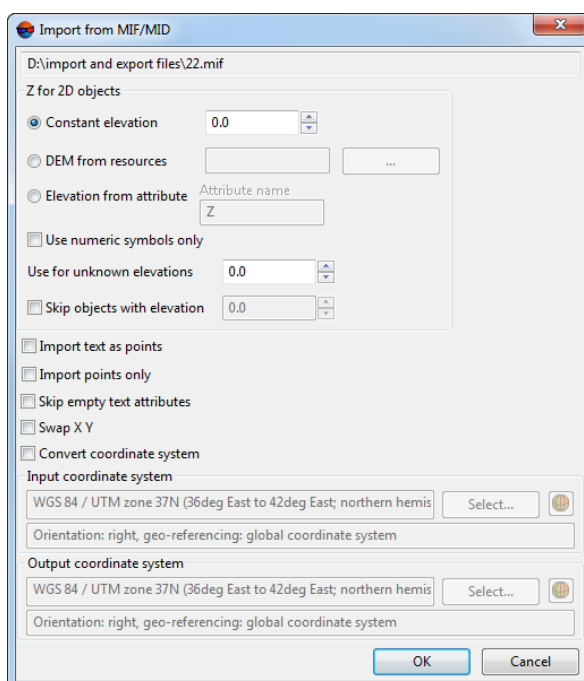 Import from MIF/MID
D:\import and export files\22.mif
Z for 2D objects
Constant elevation 0.0
DEM from resources ...
Elevation from attribute Attribute name
Z
Use numeric symbols only
Use for unknown elevations 0.0
Skip objects with elevation 0.0
Import text as points
Import points only
Skip empty text attributes
Swap X Y
Convert coordinate system
Input coordinate system
WGS 84 / UTM zone 37N (36deg East to 42deg East; northern hemis Select...
Orientation: right, geo-referencing: global coordinate system
Output coordinate system
WGS 84 / UTM zone 37N (36deg East to 42deg East; northern hemis Select...
Orientation: right, geo-referencing: global coordinate system
OK Cancel